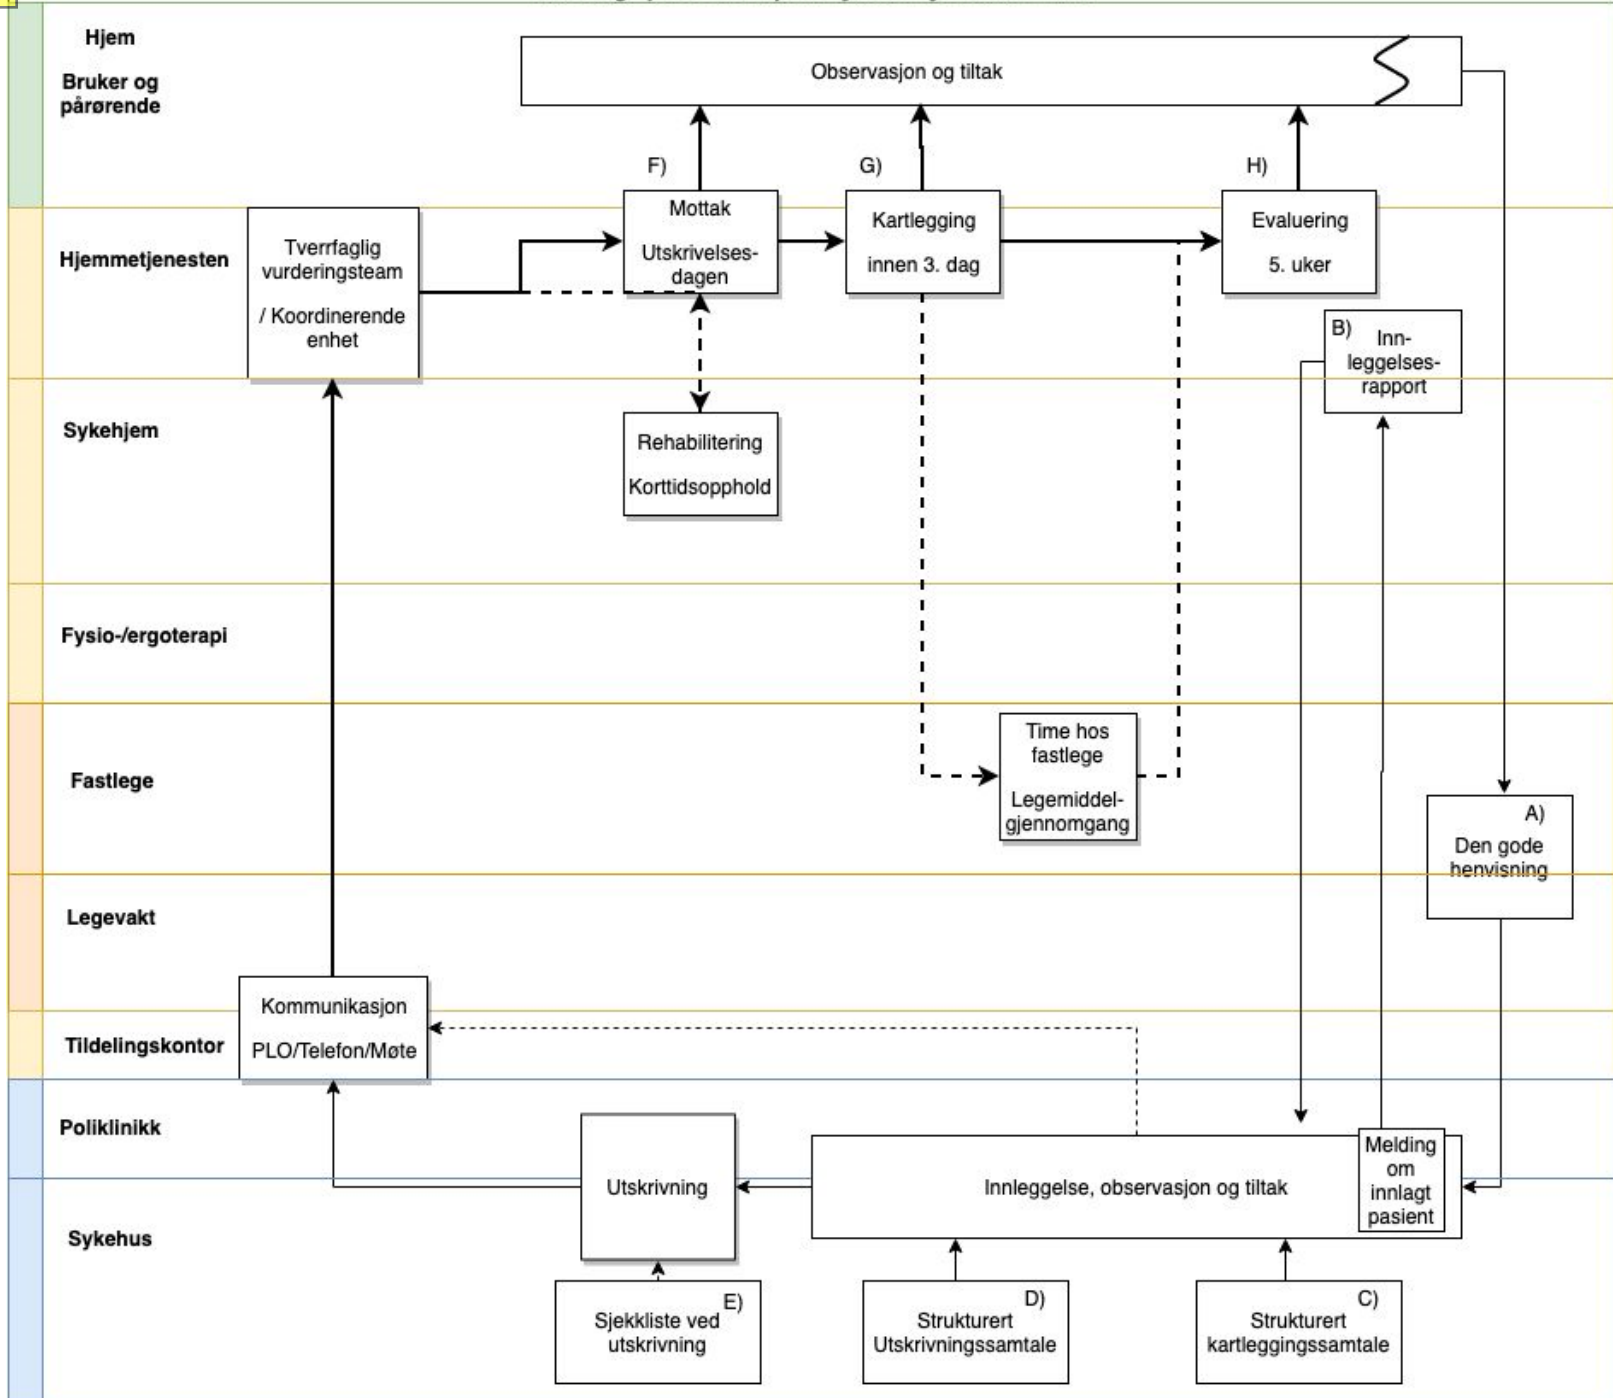 Hjem
Bruker og
pårørende
Observasjon og tiltak
F)
G)
H)
Hjemmetjenesten
Tverrfaglig
vurderingsteam
/ Koordinerende
enhet
Mottak
Utskrivelses-
dagen
Kartlegging
innen 3. dag
Evaluering
5. uker
B)
Inn-
leggelses-
rapport
Sykehjem
Rehabilitering
Korttidsopphold
Fysio-/ergoterapi
Fastlege
Time hos
fastlege
Legemiddel-
gjennomgang
A)
Den gode
henvisning
Legevakt
Kommunikasjon
PLO/Telefon/Møte
Tildelingskontor
Poliklinikk
Utskrivning
Innleggelse, observasjon og tiltak
Melding
om
innlagt
pasient
Sykehus
E)
Sjekkliste ved
utskrivning
D)
Strukturert
Utskrivningssamtale
C)
Strukturert
kartleggingssamtale